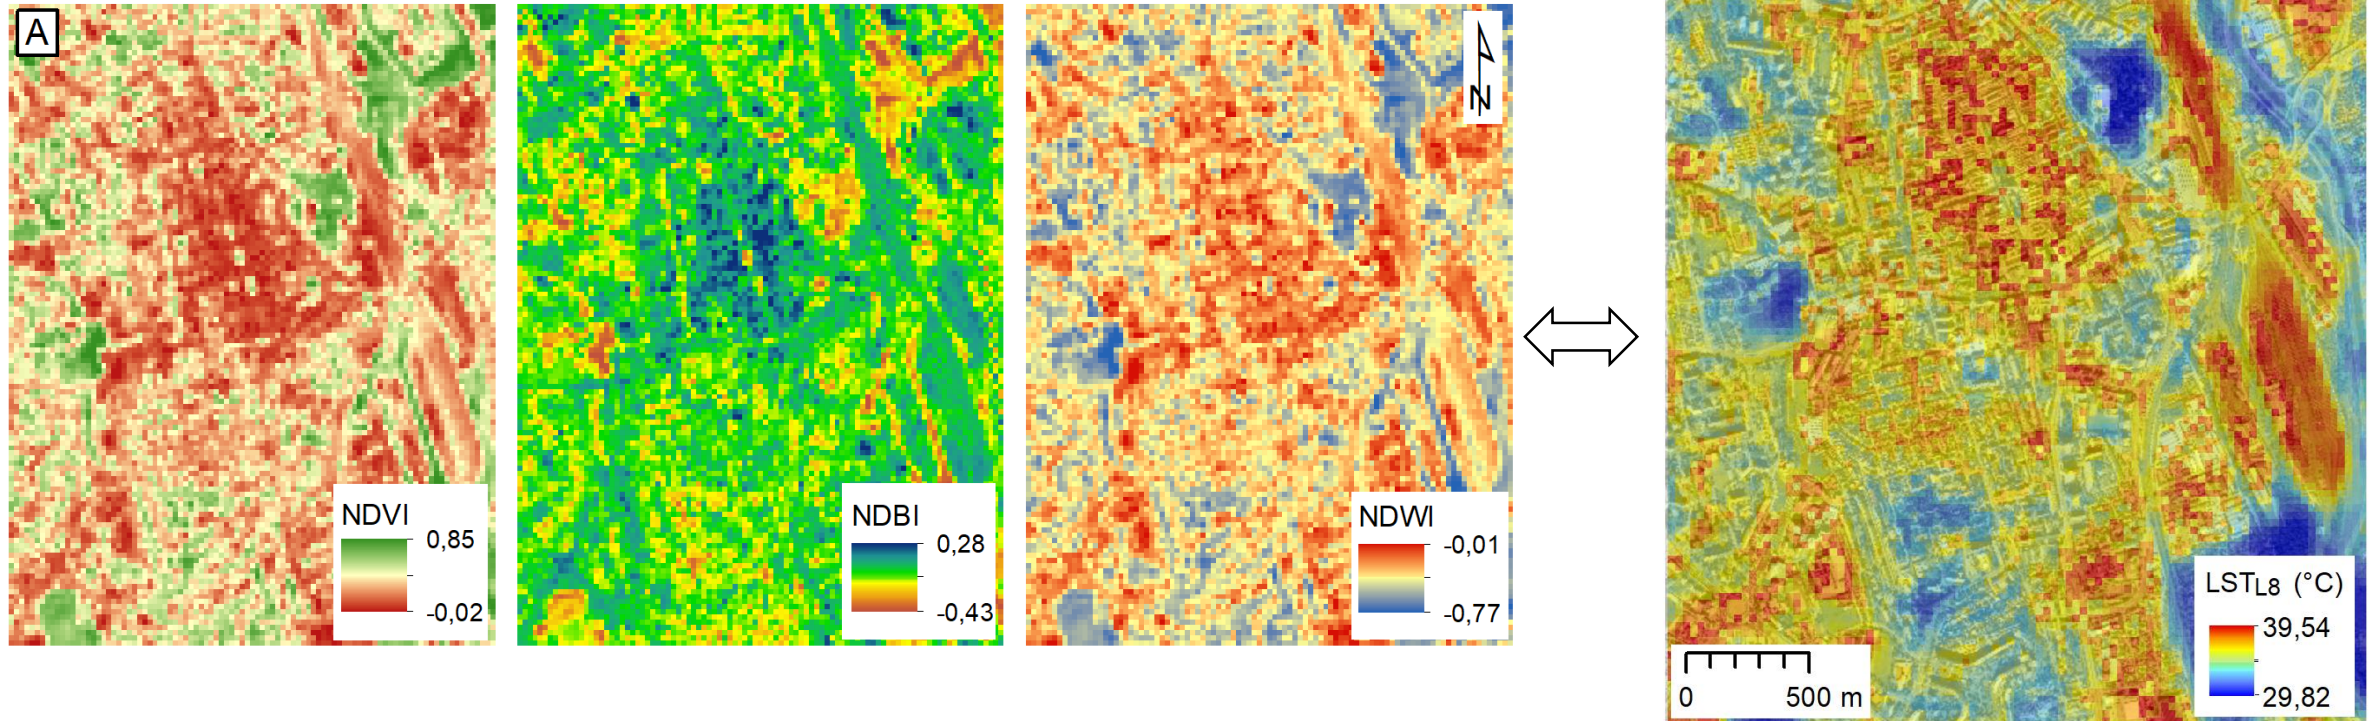 A
N
NDVI
0,85
-0,02
NDBI
0,28
-0,43
NDWI
-0,01
-0,77
LSTL8 (°C)
39,54
29,82
0 500 m